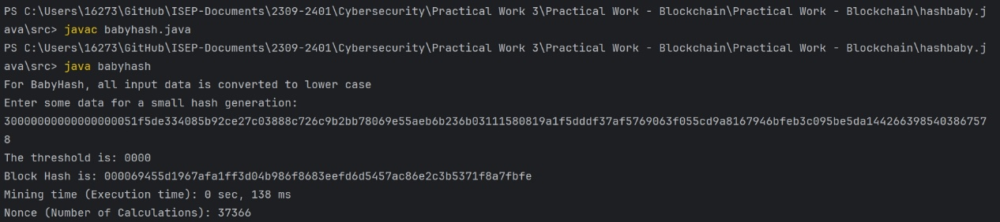 PS C:\Users\16273\GitHub\ISEP-Documents\2309-2401\Cybersecurity\Practical Work 3\Practical Work - Blockchain\Practical Work - Blockchain\hashbaby.j
ava\src> javac babyhash.java
PS C:\Users\16273\GitHub\ISEP-Documents\2309-2401\Cybersecurity\Practical Work 3\Practical Work - Blockchain\Practical Work - Blockchain\hashbaby.j
ava\src> java babyhash
For BabyHash, all input data is converted to lower case
Enter some data for a small hash generation:
30000000000000000051f5de334085b92ce27c03888c726c9b2bb78069e55aeb6b236b03111580819a1f5dddf37af5769063f055cd9a8167946bfeb3c095be5da144266398540386757
8
The threshold is: 0000
Block Hash is: 000069455d1967afa1ff3d04b986f8683eefd6d5457ac86e2c3b5371f8a7fbfe
Mining time (Execution time): 0 sec, 138 ms
Nonce (Number of Calculations): 37366